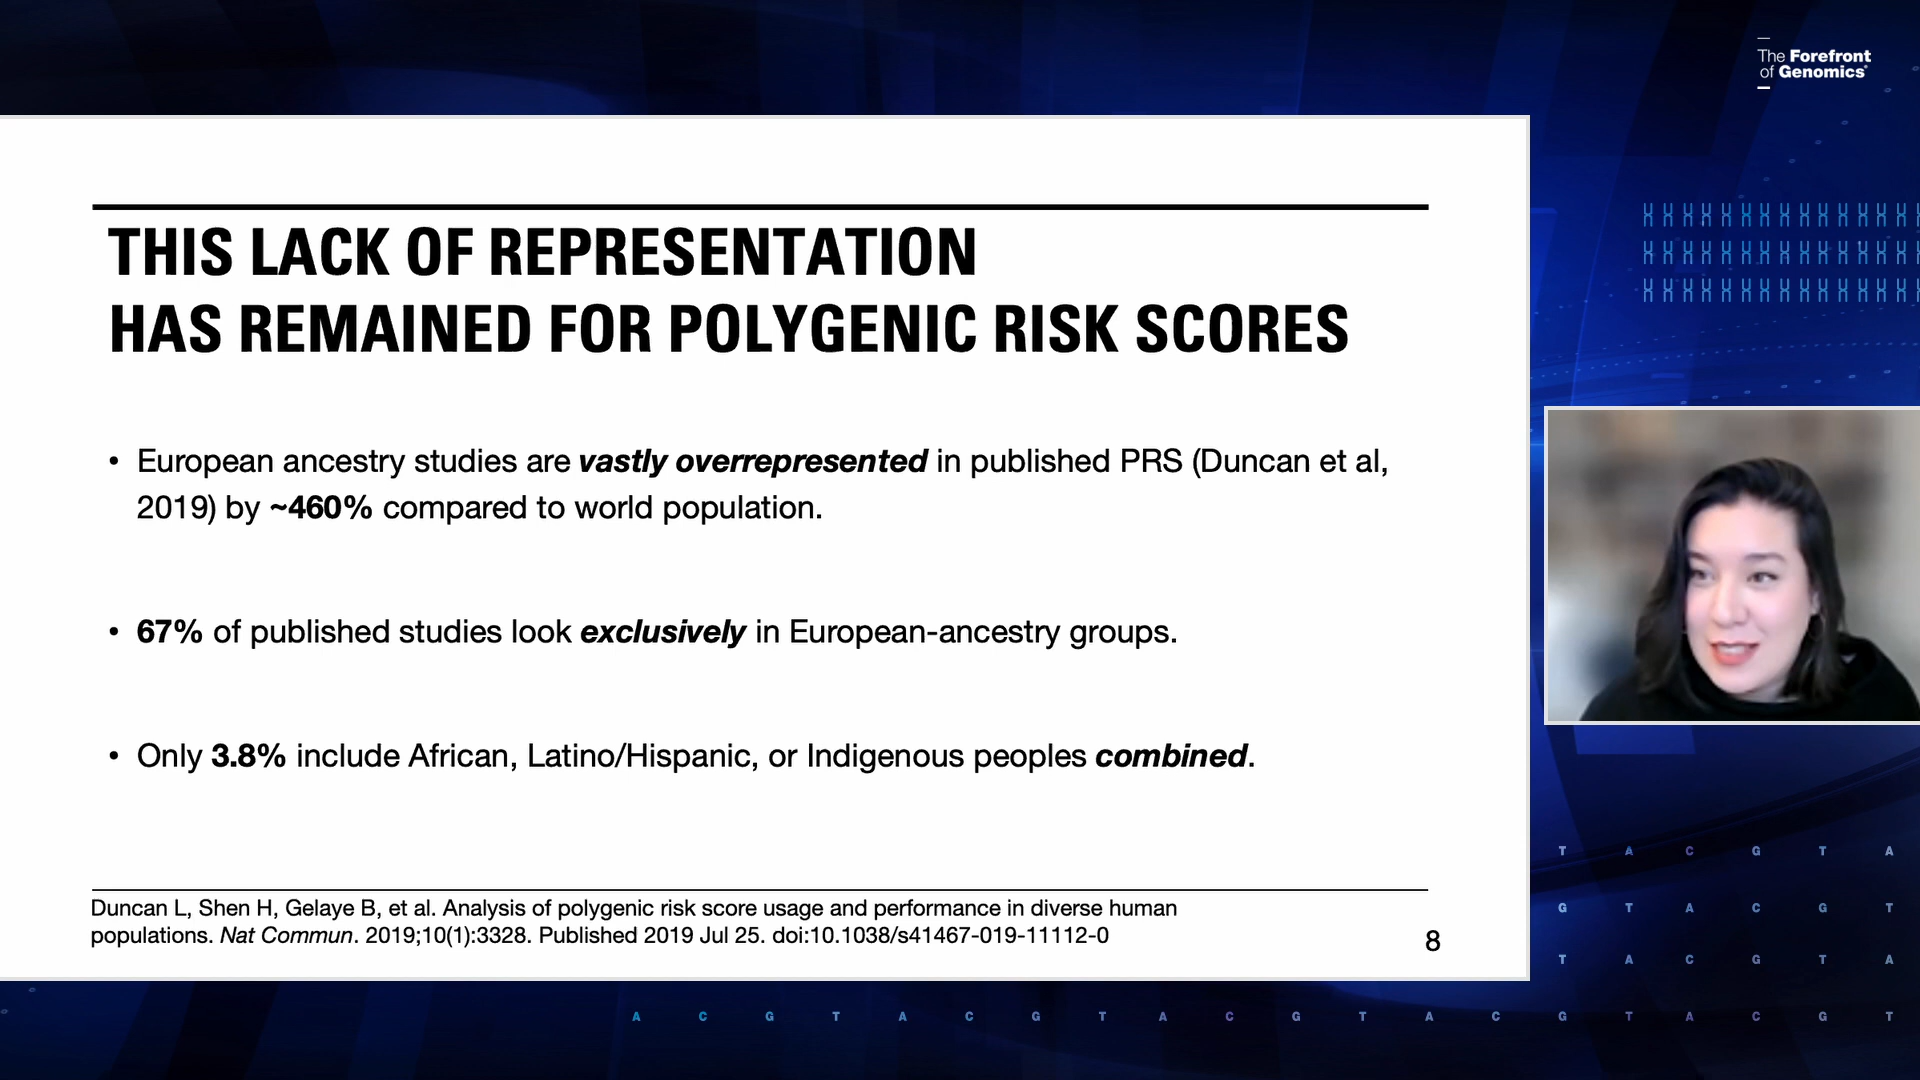 The Forefront
of Genomics®
THIS LACK OF REPRESENTATION
HAS REMAINED FOR POLYGENIC RISK SCORES
• European ancestry studies are vastly overrepresented in published PRS (Duncan et al,
2019) by ~460% compared to world population.
• 67% of published studies look exclusively in European-ancestry groups.
• Only 3.8% include African, Latino/Hispanic, or Indigenous peoples combined.
Duncan L, Shen H, Gelaye B, et al. Analysis of polygenic risk score usage and performance in diverse human
populations. Nat Commun. 2019;10(1):3328. Published 2019 Jul 25. doi:10.1038/s41467-019-11112-0
8
T A C G T A
G T A C G T
T A C G T A
A C G T A C G T A C G T A C G T A C G T